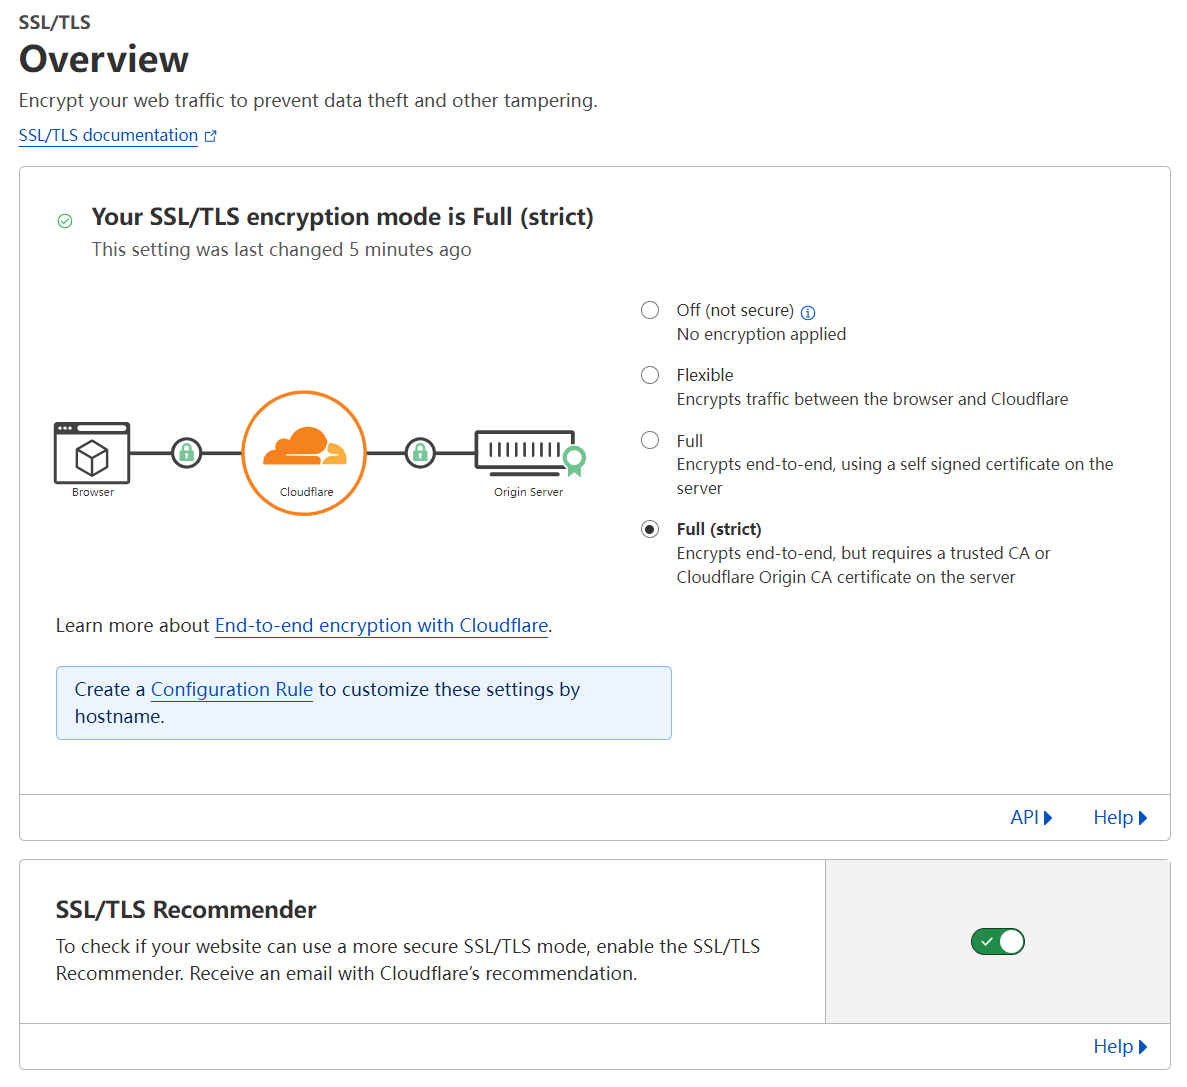 SSL/TLS
Overview
Encrypt your web traffic to prevent data theft and other tampering.
SSL/TLS documentation
Your SSL/TLS encryption mode is Full (strict)
This setting was last changed 5 minutes ago
Browser
Cloudflare
Origin Server
Off (not secure)
No encryption applied
Flexible
Encrypts traffic between the browser and Cloudflare
Full
Encrypts end-to-end, using a self signed certificate on the
server
Full (strict)
Encrypts end-to-end, but requires a trusted CA or
Cloudflare Origin CA certificate on the server
Learn more about End-to-end encryption with Cloudflare.
Create a Configuration Rule to customize these settings by
hostname.
API
Help
SSL/TLS Recommender
To check if your website can use a more secure SSL/TLS mode, enable the SSL/TLS
Recommender. Receive an email with Cloudflare’s recommendation.
Help